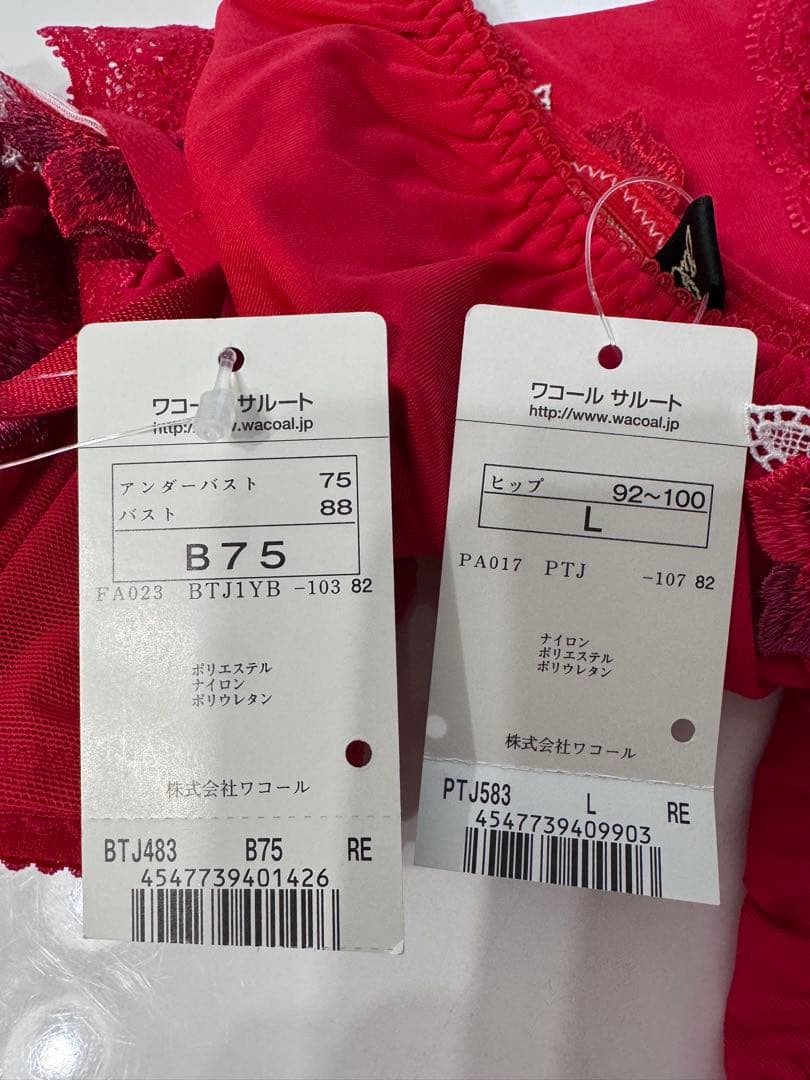 ワコール サルート
http://www.wacoal.jp
アンダーバスト 75
バスト 88
B75
FA023 BTJ1YB -103 82
ポリエステル
ナイロン
ポリウレタン
株式会社ワコール
BTJ483 B75 RE
4547739401426
ワコール サルート
http://www.wacoal.jp
ヒップ 92~100
L
PA017 PTJ -107 82
ナイロン
ポリエステル
ポリウレタン
株式会社ワコール
PTJ583 L RE
4547739409903